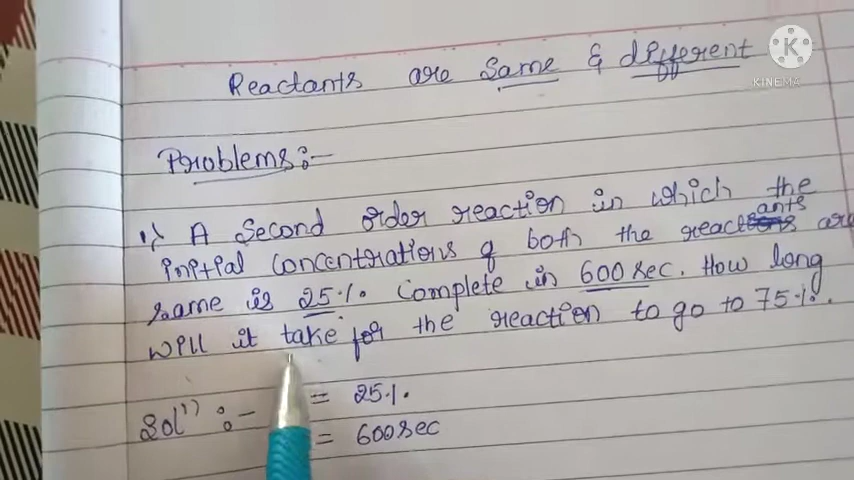 Reactants are Same & different
KINEMA
Problems:-
1) A Second order reaction in which the
initial concentrations of both the reactants are
same is 25% Complete in 600 sec. How long
will it take for the reaction to go to 75%.
Sol :- = 25%.
= 600sec